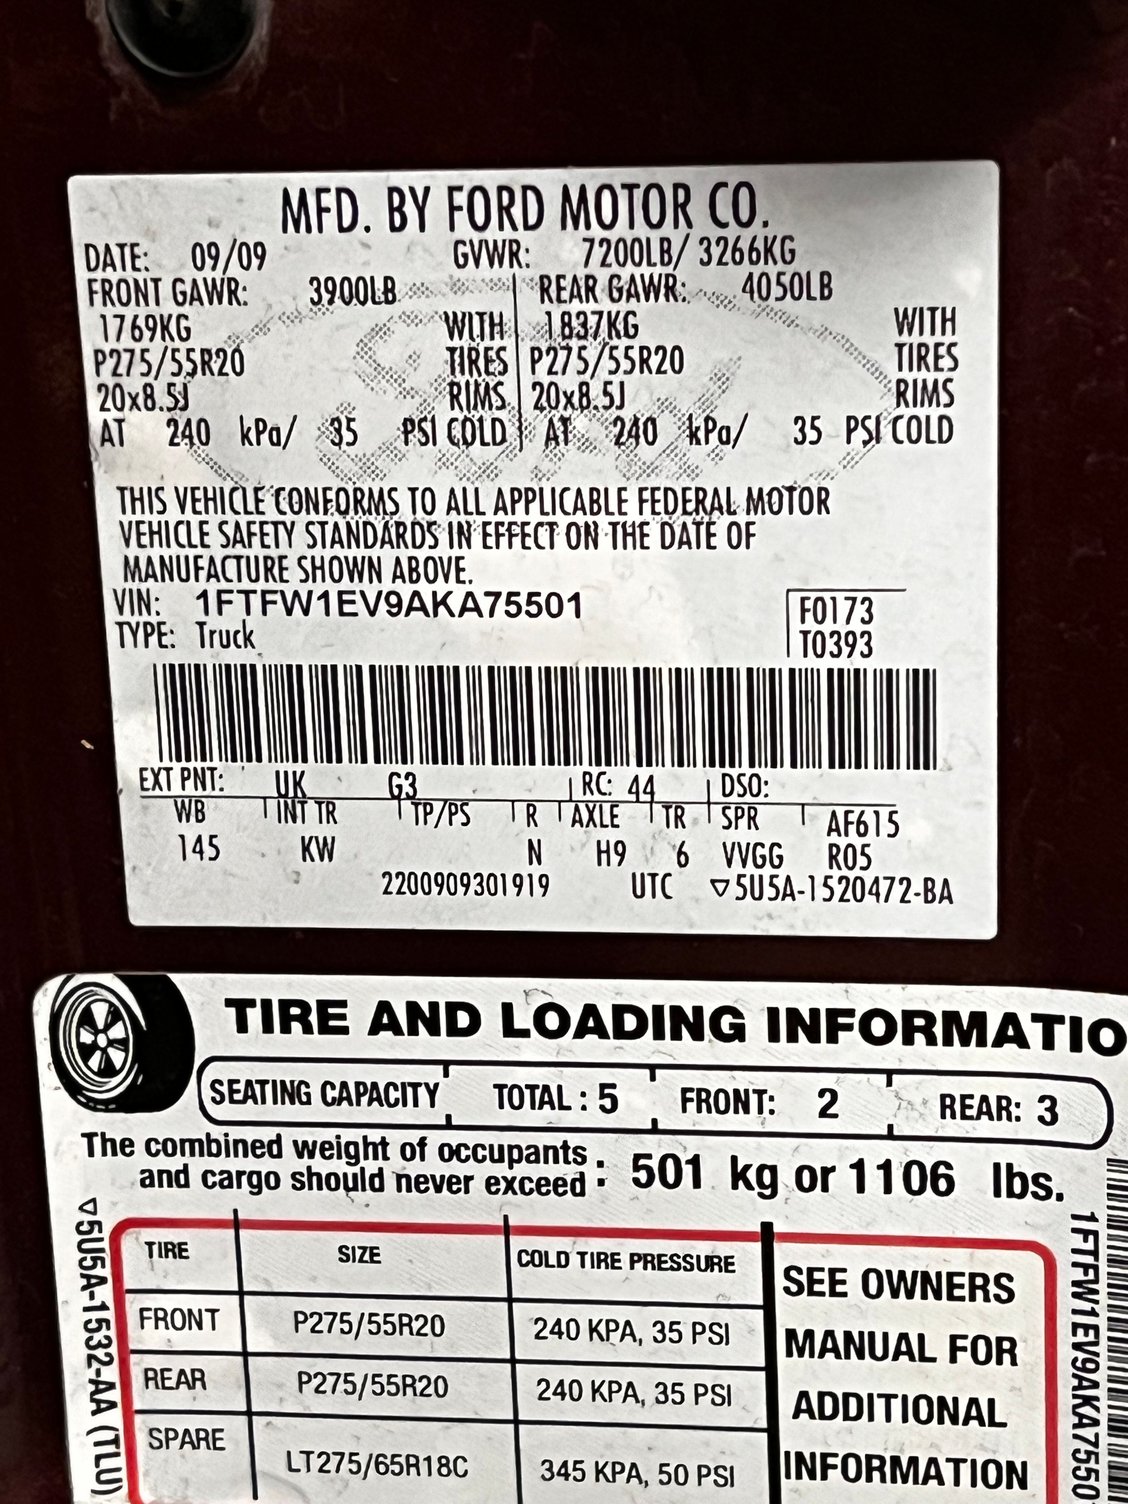 MFD. BY FORD MOTOR CO.
DATE: 09/09 GVWR: 7200LB/ 3266KG
FRONT GAWR: 3900LB REAR GAWR: 4050LB
1769KG WITH 1837KG WITH
P275/55R20 TIRES P275/55R20 TIRES
20x8.5J RIMS 20x8.5J RIMS
AT 240 kPa/ 35 PSI COLD AT 240 kPa/ 35 PSI COLD
THIS VEHICLE CONFORMS TO ALL APPLICABLE FEDERAL MOTOR
VEHICLE SAFETY STANDARDS IN EFFECT ON THE DATE OF
MANUFACTURE SHOWN ABOVE.
VIN: 1FTFW1EV9AKA75501
TYPE: Truck
F0173
T0393
EXT PNT: UK G3 RC: 44 DSO:
WB INT TR TP/PS R AXLE TR SPR AF615
145 KW N H9 6 VVGG R05
2200909301919 UTC ▽5U5A-1520472-BA
TIRE AND LOADING INFORMATIO
SEATING CAPACITY TOTAL : 5 FRONT: 2 REAR: 3
The combined weight of occupants
and cargo should never exceed : 501 kg or 1106 lbs.
TIRE SIZE COLD TIRE PRESSURE
FRONT P275/55R20 240 KPA, 35 PSI
REAR P275/55R20 240 KPA, 35 PSI
SPARE LT275/65R18C 345 KPA, 50 PSI
SEE OWNERS
MANUAL FOR
ADDITIONAL
INFORMATION
▽5U5A-1532-AA (TLU)
1FTFW1EV9AKA7550